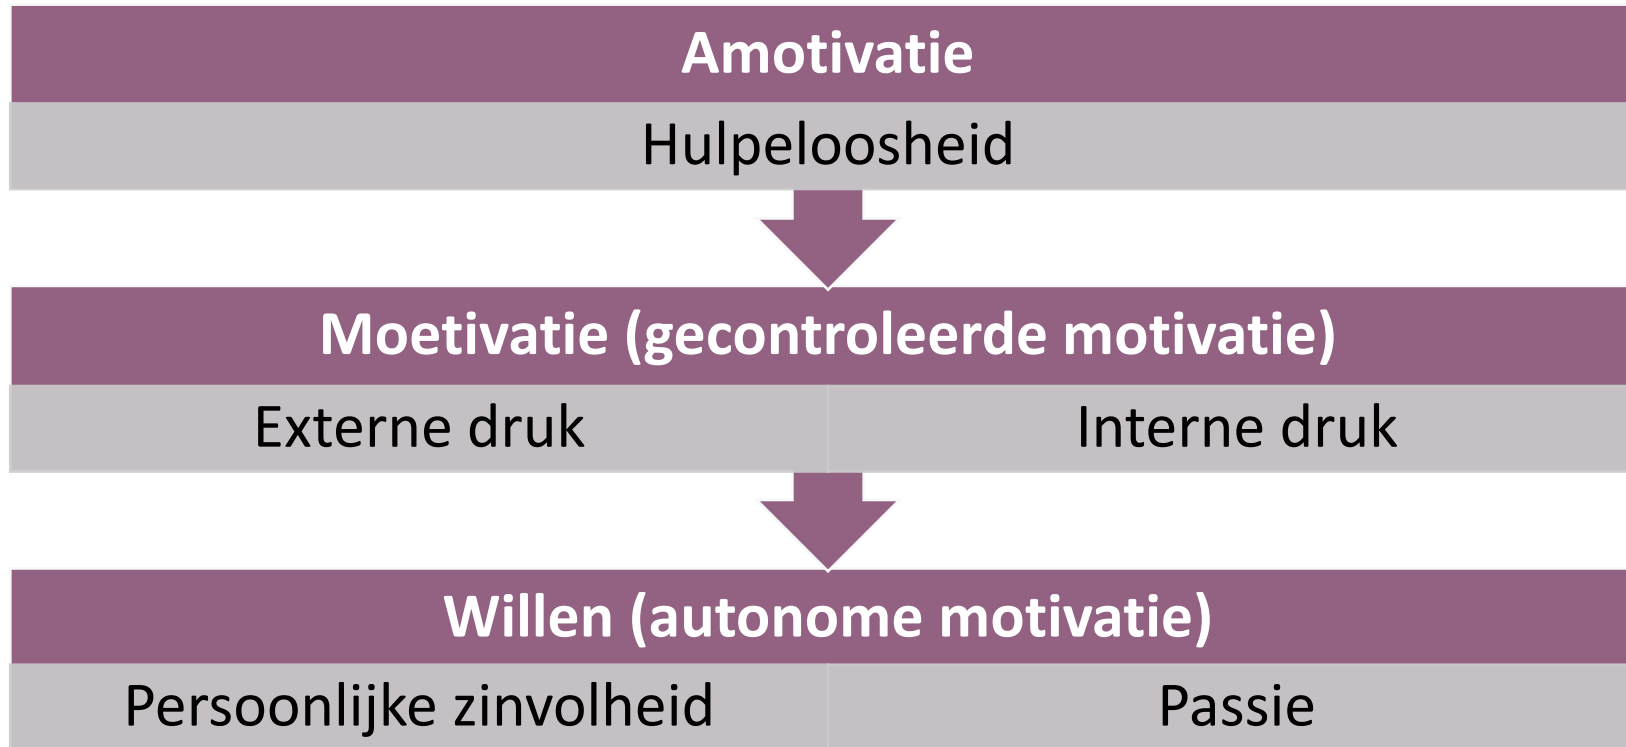 Amotivatie
Hulpeloosheid
Moetivatie (gecontroleerde motivatie)
Externe druk
Interne druk
Willen (autonome motivatie)
Persoonlijke zinvolheid
Passie